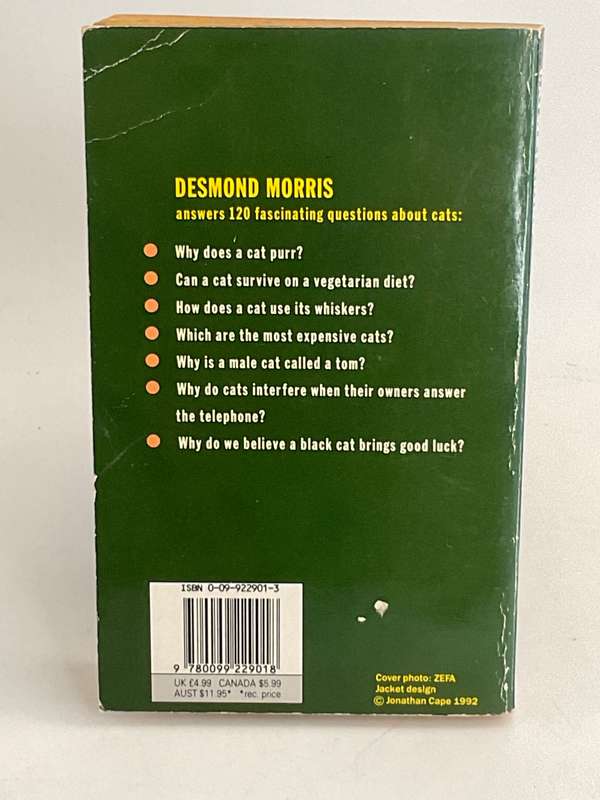 DESMOND MORRIS
answers 120 fascinating questions about cats:
Why does a cat purr?
Can a cat survive on a vegetarian diet?
How does a cat use its whiskers?
Which are the most expensive cats?
Why is a male cat called a tom?
Why do cats interfere when their owners answer
the telephone?
Why do we believe a black cat brings good luck?
ISBN 0-09-922901-3
9 780099 229018
UK £4.99 CANADA $5.99
AUST $11.95* *rec. price
Cover photo: ZEFA
Jacket design
© Jonathan Cape 1992